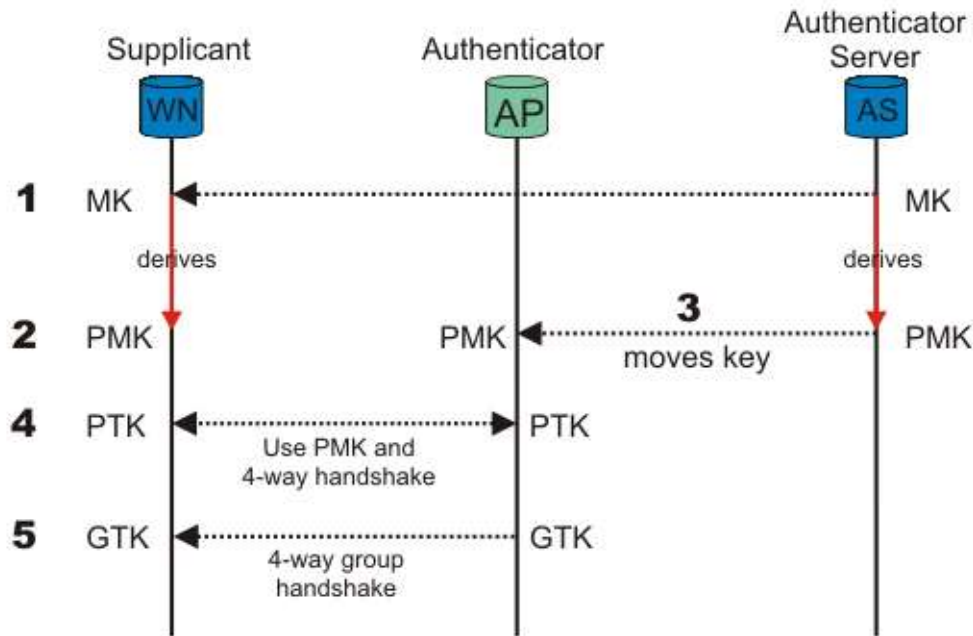 Supplicant
Authenticator
Authenticator
Server
WN
AP
AS
1
MK
MK
derives
derives
2
PMK
PMK
3
moves key
PMK
4
PTK
PTK
Use PMK and
4-way handshake
5
GTK
GTK
4-way group
handshake